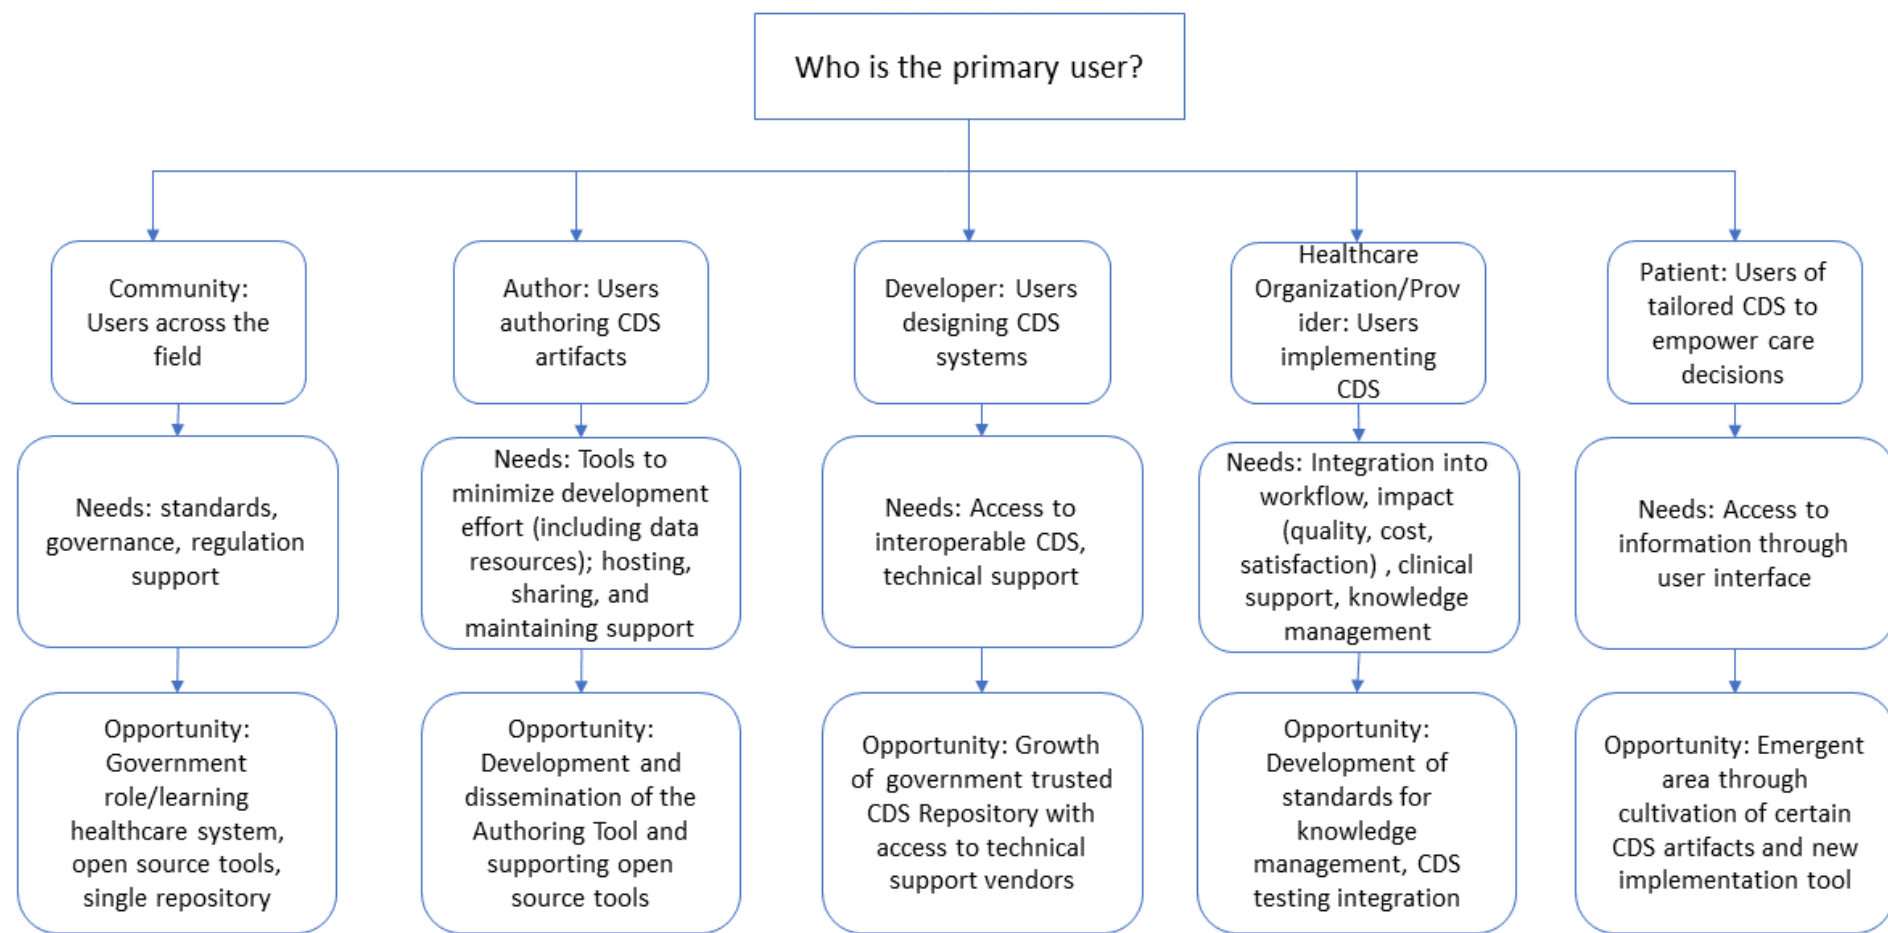 Who is the primary user?
Community:
Users across the
field
Author: Users
authoring CDS
artifacts
Developer: Users
designing CDS
systems
Healthcare
Organization/Prov
ider: Users
implementing
CDS
Patient: Users of
tailored CDS to
empower care
decisions
Needs: standards,
governance, regulation
support
Needs: Tools to
minimize development
effort (including data
resources); hosting,
sharing, and
maintaining support
Needs: Access to
interoperable CDS,
technical support
Needs: Integration into
workflow, impact
(quality, cost,
satisfaction) , clinical
support, knowledge
management
Needs: Access to
information through
user interface
Opportunity:
Government
role/learning
healthcare system,
open source tools,
single repository
Opportunity:
Development and
dissemination of the
Authoring Tool and
supporting open
source tools
Opportunity: Growth
of government trusted
CDS Repository with
access to technical
support vendors
Opportunity:
Development of
standards for
knowledge
management, CDS
testing integration
Opportunity: Emergent
area through
cultivation of certain
CDS artifacts and new
implementation tool